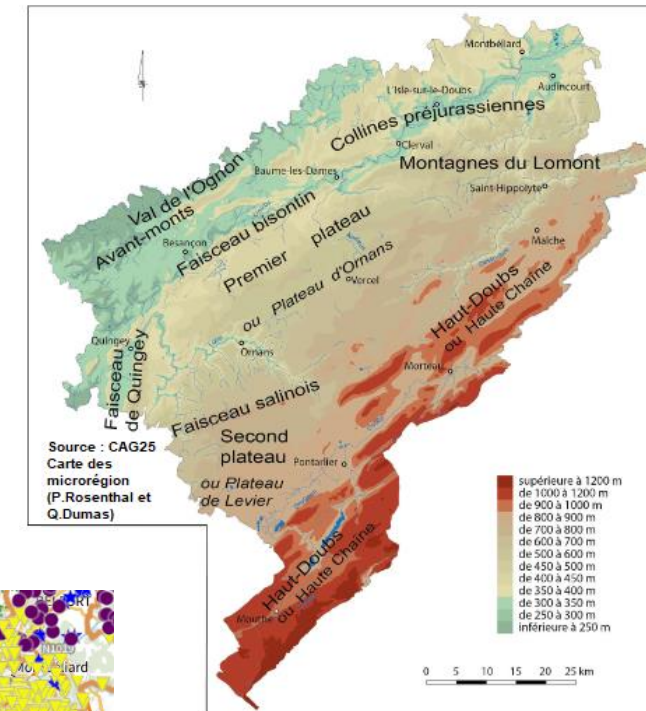 Montbéliard
Audincourt
L'Isle-sur-le-Doubs
Collines préjurassiennes
Clerval
Montagnes du Lomont
Val de l'Ognon
Baume-les-Dames
Saint-Hippolyte
Avant-monts
Faisceau bisontin
Besançon
Premier plateau
Maîche
ou Plateau d'Ornans
Vercel
Haut-Doubs
ou Haute Chaîne
Quingey
Ornans
Morteau
Faisceau
de Quingey
Faisceau salinois
Second
plateau
Pontarlier
ou Plateau
de Levier
Source : CAG25
Carte des
microrégion
(P.Rosenthal et
Q.Dumas)
Haut-Doubs
ou Haute Chaîne
Mouthe
supérieure à 1200 m
de 1000 à 1200 m
de 900 à 1000 m
de 800 à 900 m
de 700 à 800 m
de 600 à 700 m
de 500 à 600 m
de 450 à 500 m
de 400 à 450 m
de 350 à 400 m
de 300 à 350 m
de 250 à 300 m
inférieure à 250 m
0 5 10 15 20 25 km
N1019